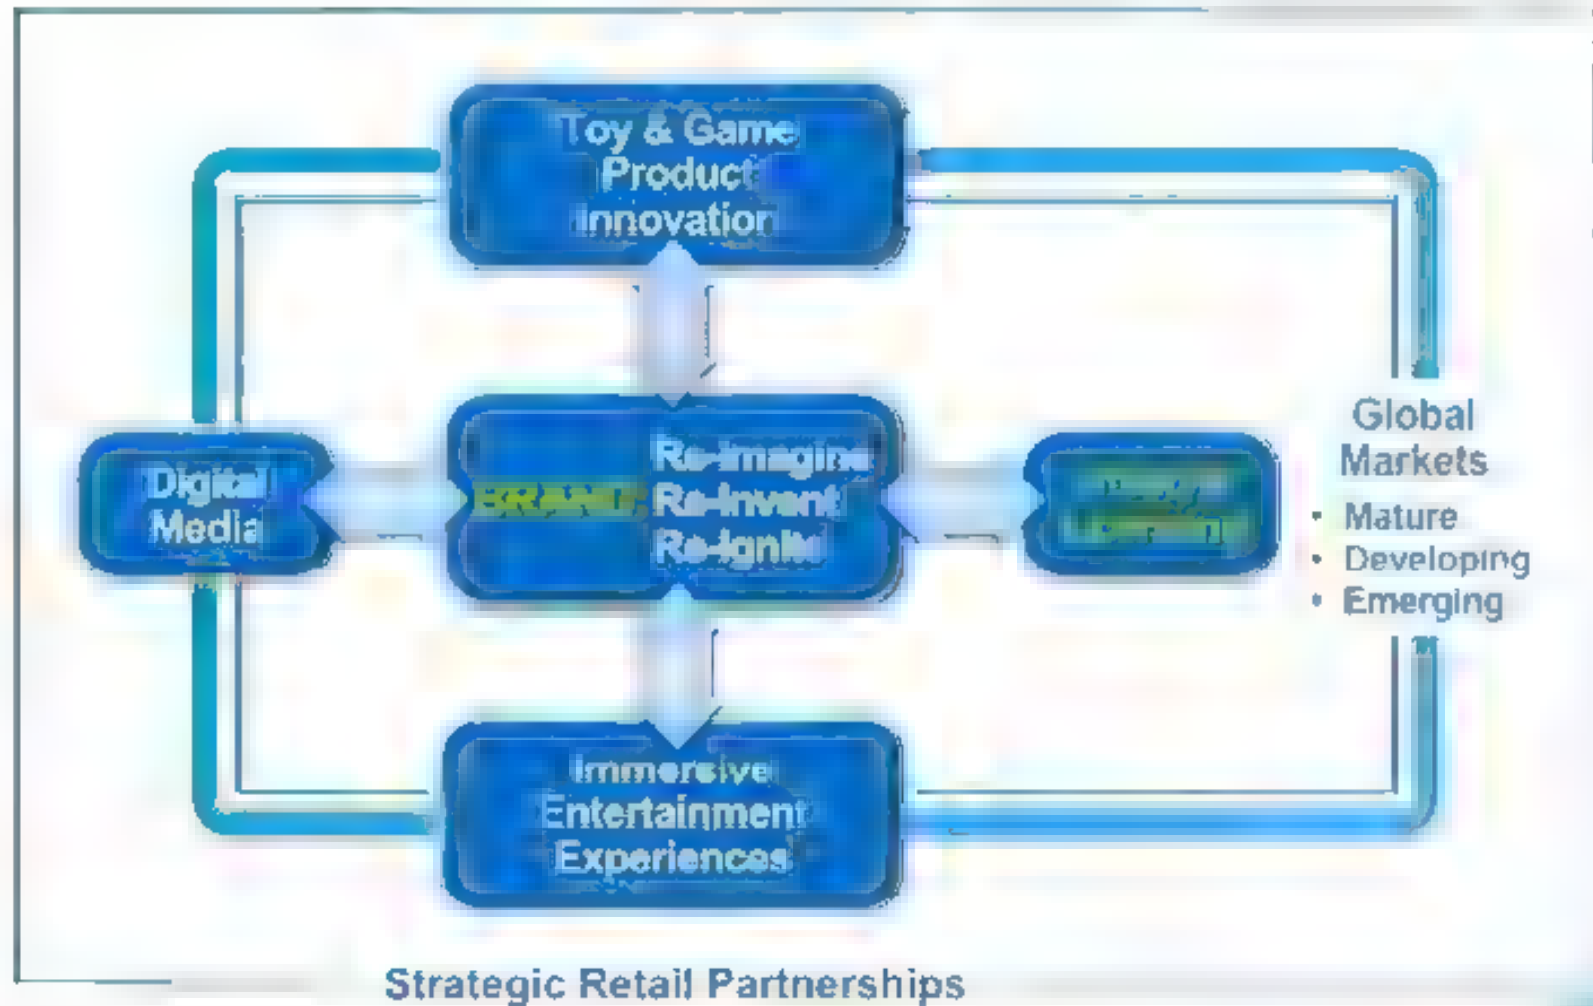 Toy & Game
Product
Innovation
Digital
Media
BRAND
Re-Imagine
Re-Invent
Re-Ignite
Global
Markets
• Mature
• Developing
• Emerging
Immersive
Entertainment
Experiences
Strategic Retail Partnerships